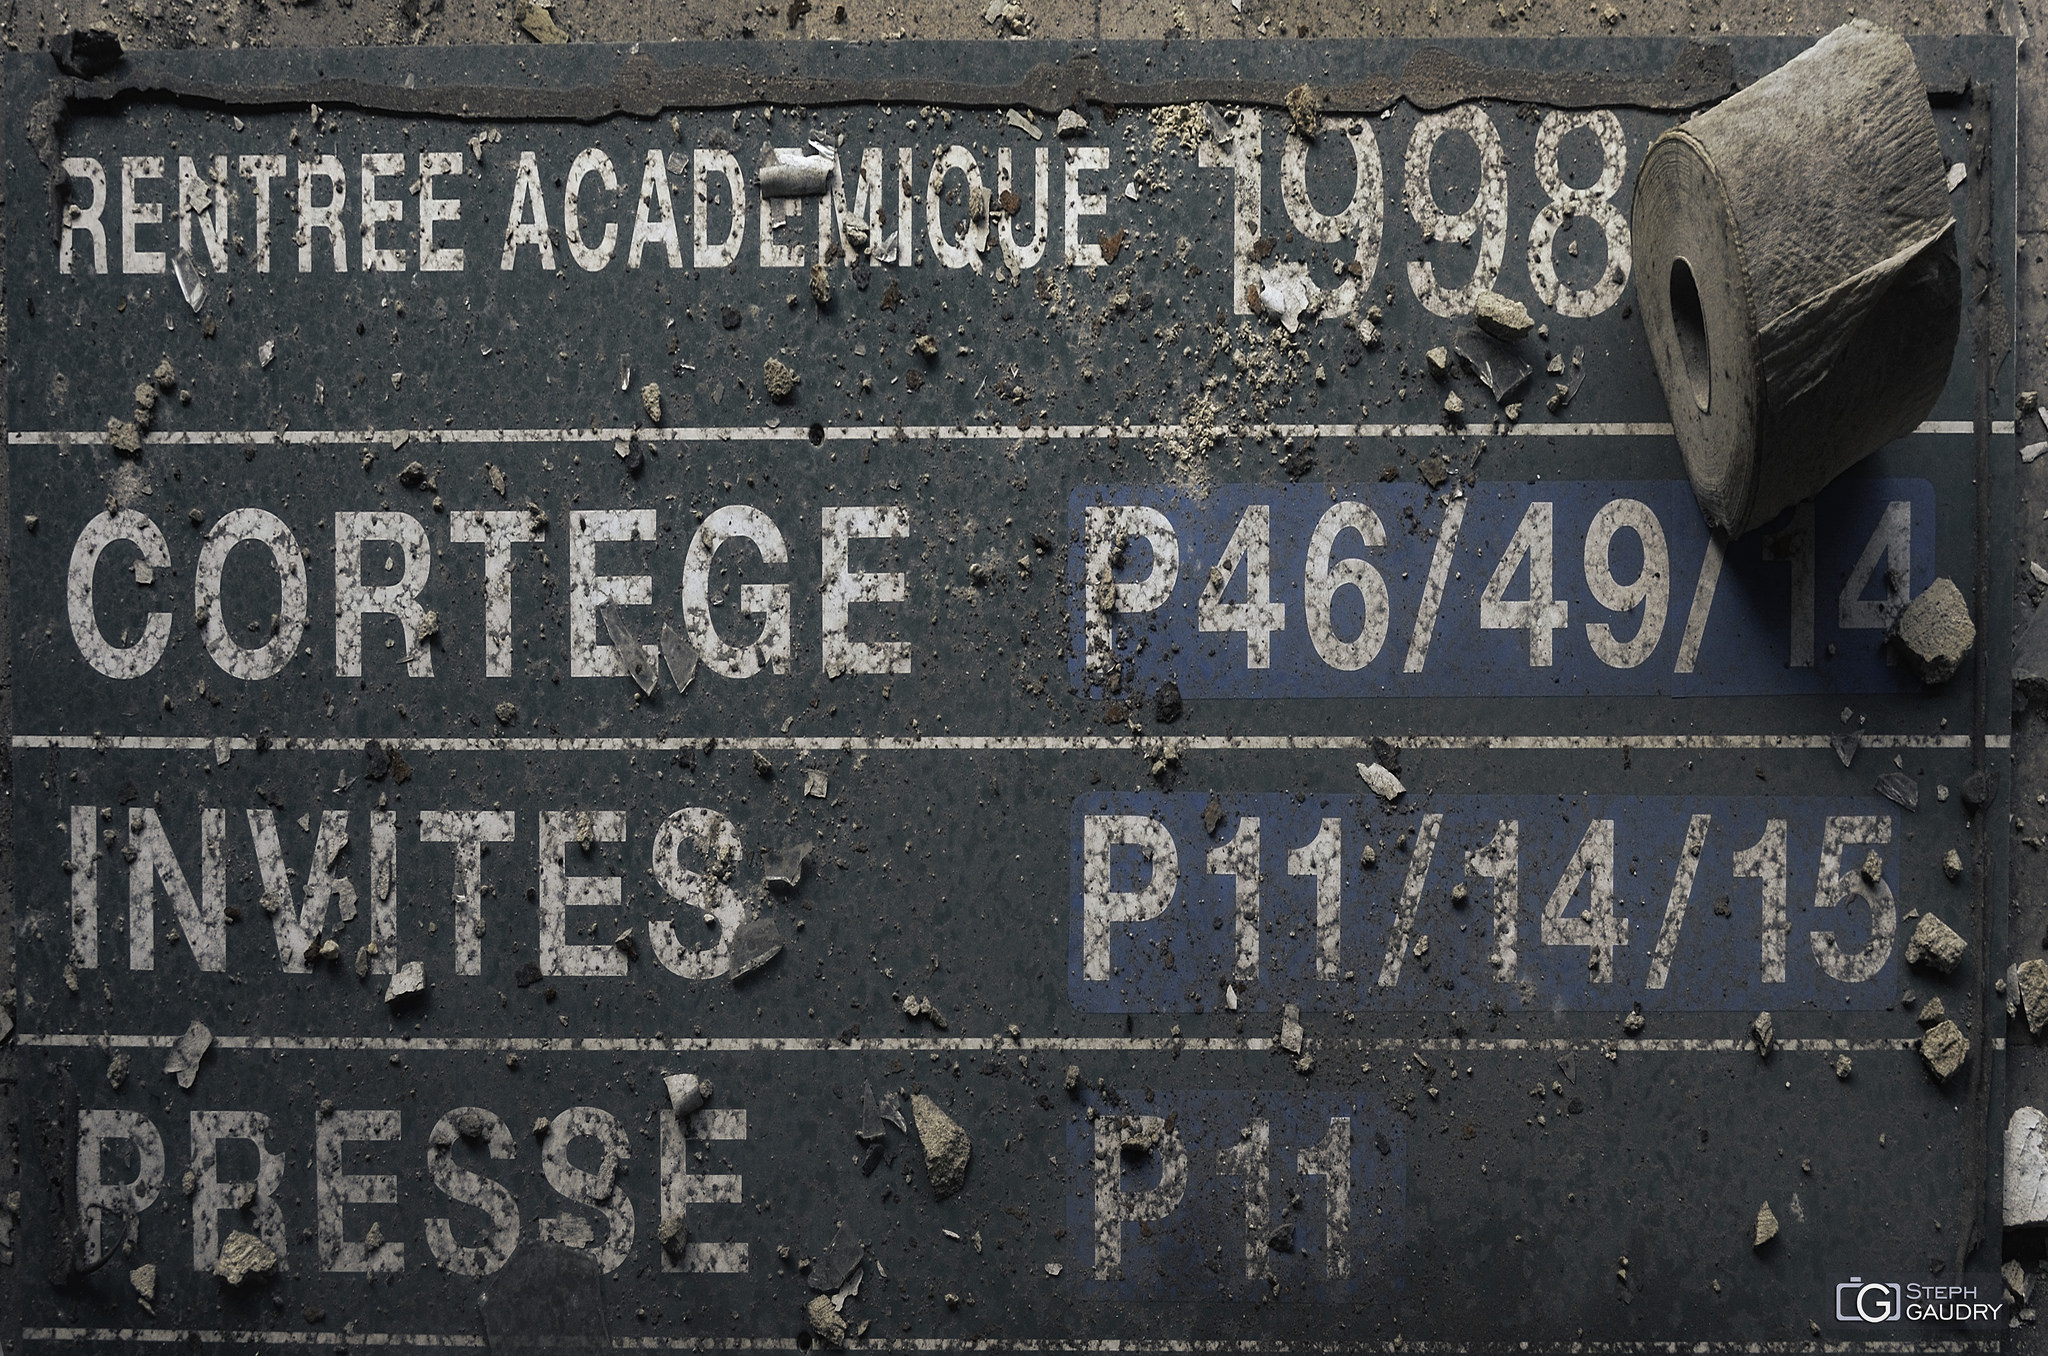 RENTREE ACADEMIQUE 1998
CORTEGE P46/49/14
INVITES P11/14/15
PRESSE P11
STEPH
GAUDRY